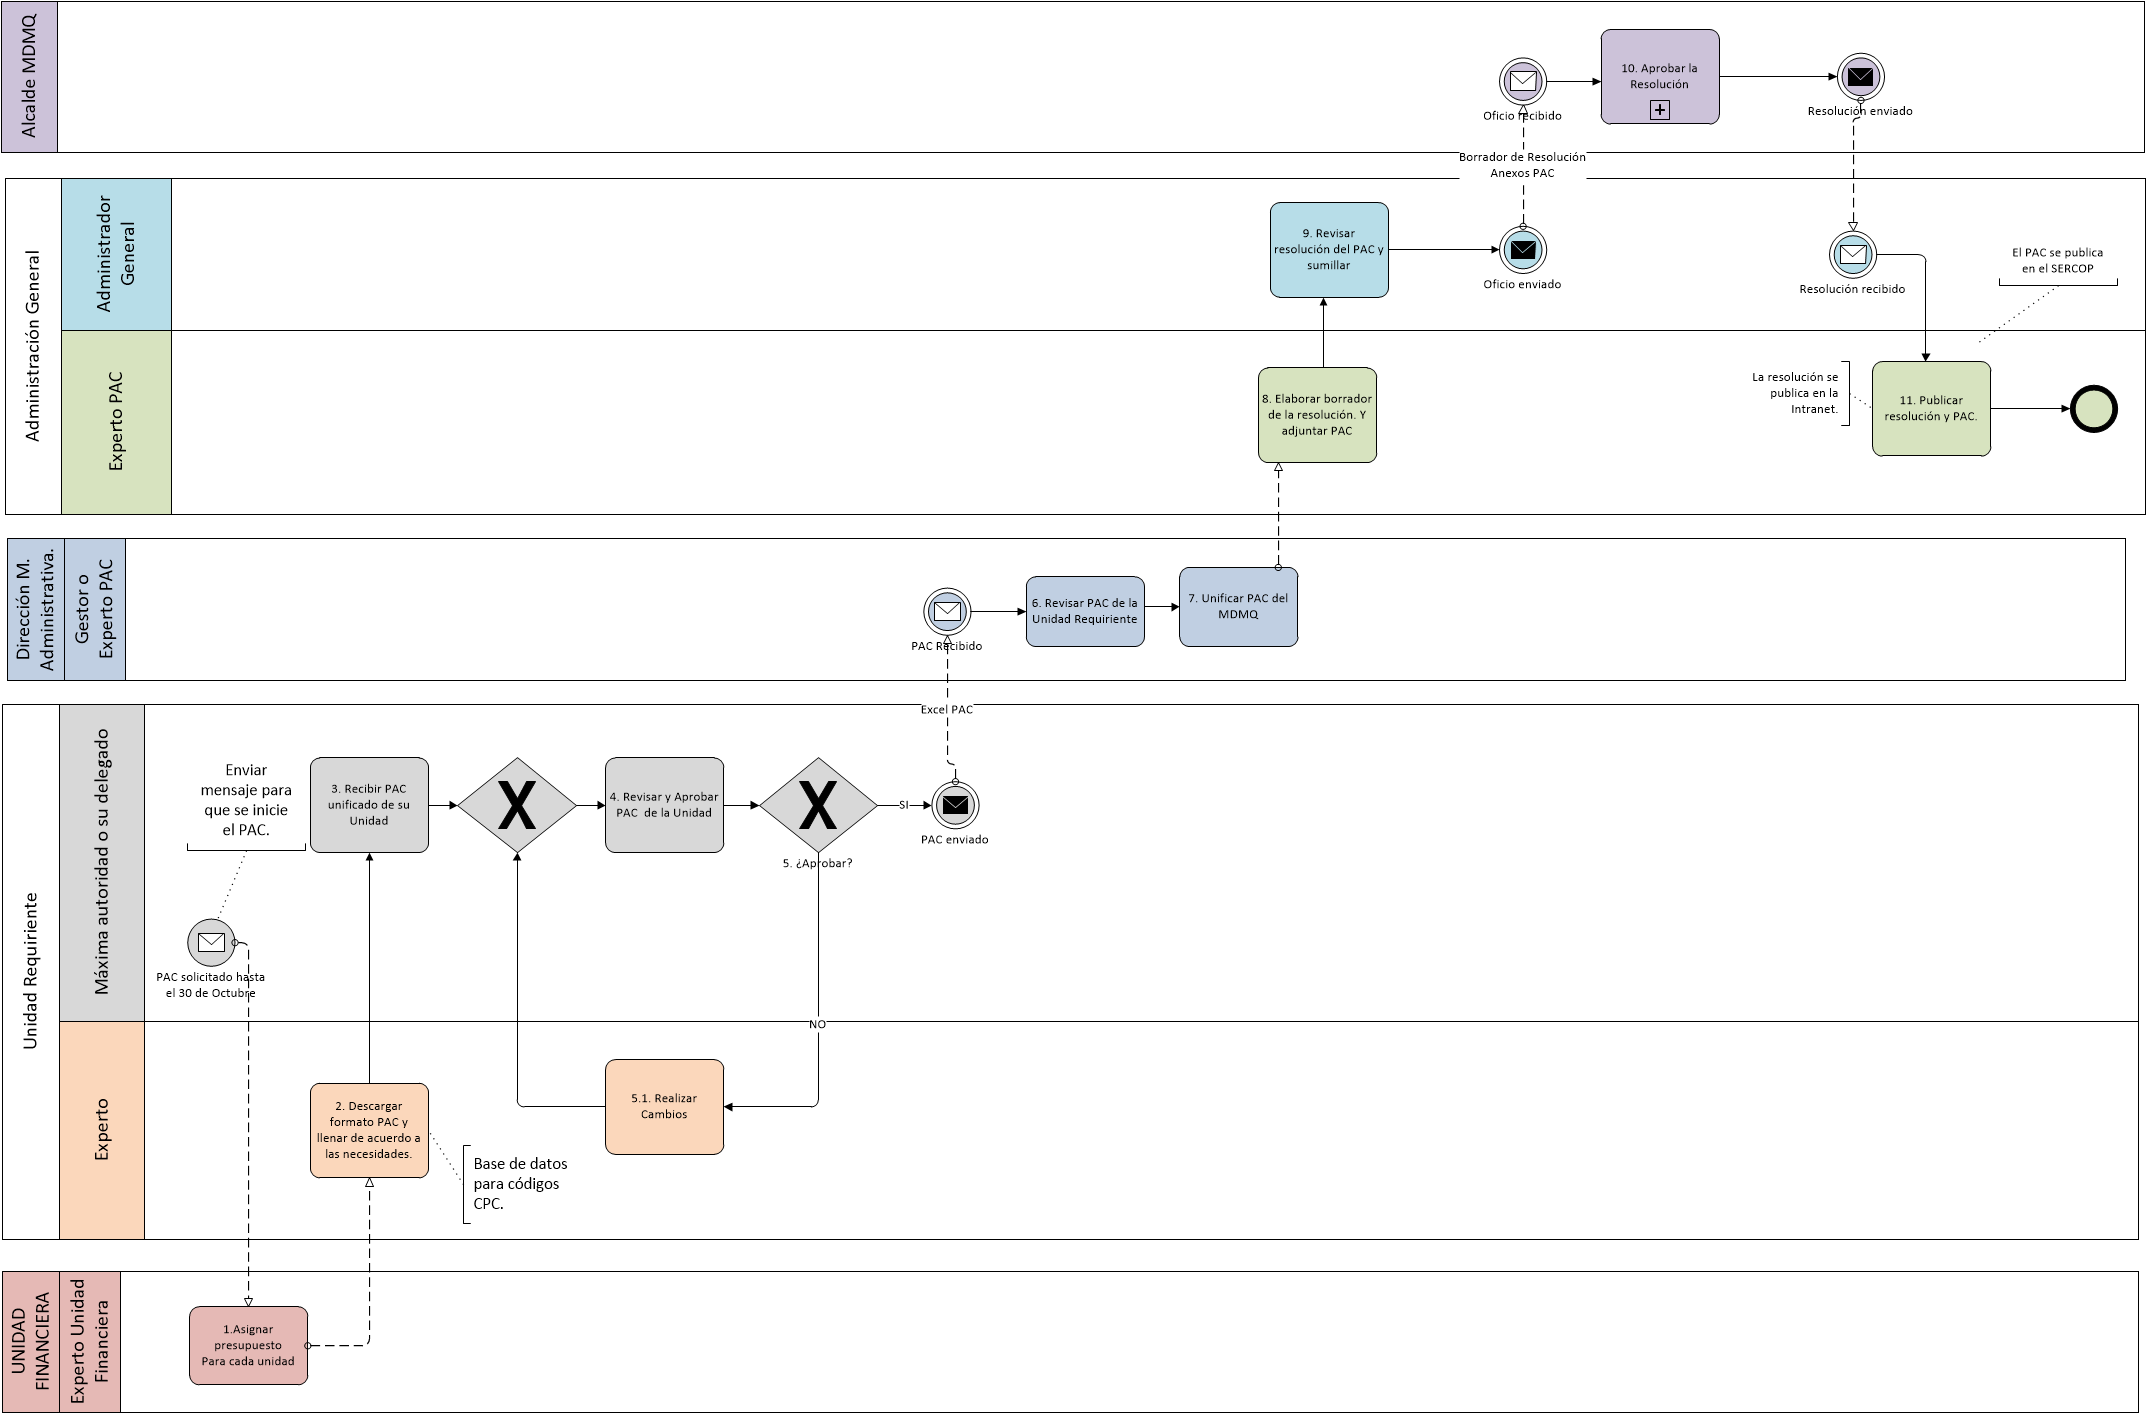 Alcalde MDMQ
10. Aprobar la
Resolución
Oficio recibido
Resolución enviado
Borrador de Resolución
Anexos PAC
Administración General
Administrador
General
9. Revisar
resolución del PAC y
sumillar
Oficio enviado
Resolución recibido
El PAC se publica
en el SERCOP
Experto PAC
8. Elaborar borrador
de la resolución. Y
adjuntar PAC
La resolución se
publica en la
Intranet.
11. Publicar
resolución y PAC.
Dirección M.
Administrativa.
Gestor o
Experto PAC
PAC Recibido
6. Revisar PAC de la
Unidad Requiriente
7. Unificar PAC del
MDMQ
Excel PAC
Unidad Requiriente
Máxima autoridad o su delegado
Enviar
mensaje para
que se inicie
el PAC.
3. Recibir PAC
unificado de su
Unidad
X
4. Revisar y Aprobar
PAC de la Unidad
X
5. ¿Aprobar?
SI
PAC enviado
PAC solicitado hasta
el 30 de Octubre
NO
Experto
2. Descargar
formato PAC y
llenar de acuerdo a
las necesidades.
5.1. Realizar
Cambios
Base de datos
para códigos
CPC.
UNIDAD
FINANCIERA
Experto Unidad
Financiera
1.Asignar
presupuesto
Para cada unidad